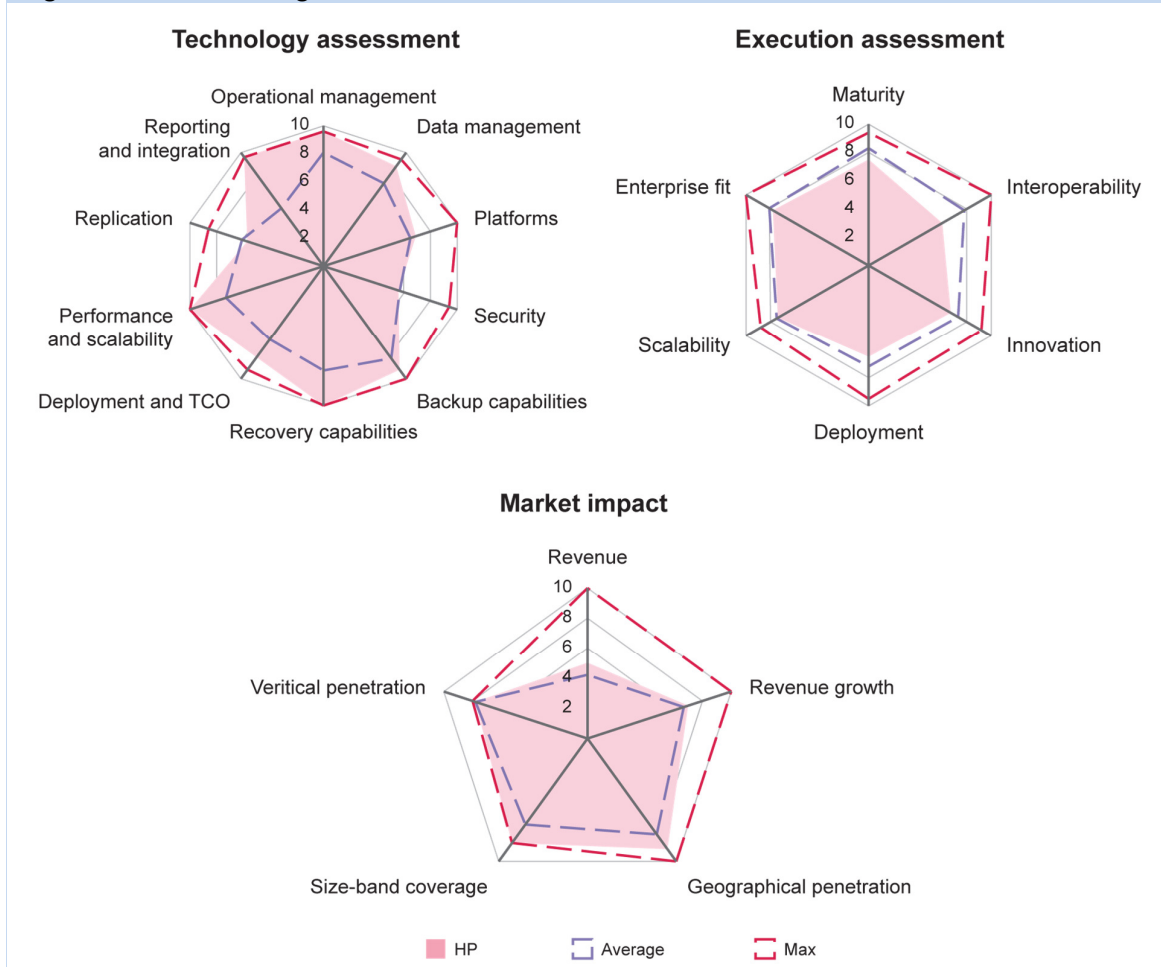 Technology assessment
Operational management
Reporting
and integration
Data management
Replication
Platforms
Performance
and scalability
Security
Deployment and TCO
Backup capabilities
Recovery capabilities
10
8
6
4
2
Execution assessment
Maturity
Enterprise fit
Interoperability
Scalability
Innovation
Deployment
10
8
6
4
2
Market impact
Revenue
10
8
6
4
2
Veritical penetration
Revenue growth
Size-band coverage
Geographical penetration
HP
Average
Max